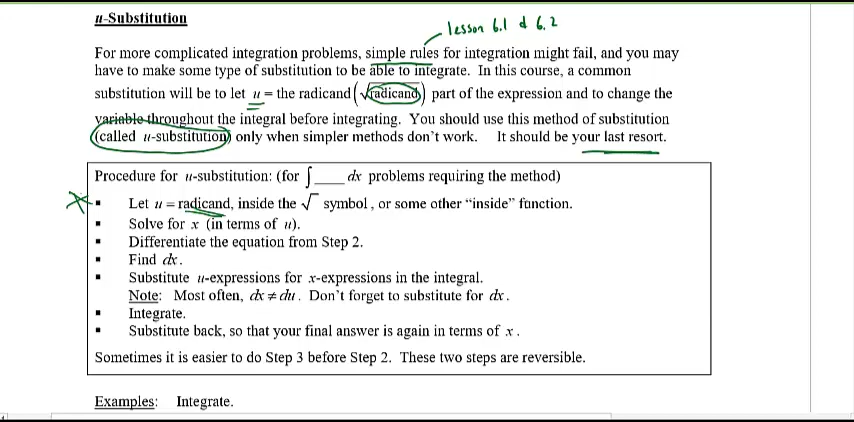 u-Substitution
lesson 6.1 & 6.2
For more complicated integration problems, simple rules for integration might fail, and you may
have to make some type of substitution to be able to integrate. In this course, a common
substitution will be to let u = the radicand (√radicand) part of the expression and to change the
variable throughout the integral before integrating. You should use this method of substitution
(called u-substitution) only when simpler methods don't work. It should be your last resort.
Procedure for u-substitution: (for ∫____ dx problems requiring the method)
▪ Let u = radicand, inside the √ symbol, or some other "inside" function.
▪ Solve for x (in terms of u).
▪ Differentiate the equation from Step 2.
▪ Find dx.
▪ Substitute u-expressions for x-expressions in the integral.
Note: Most often, dx ≠ du. Don't forget to substitute for dx.
▪ Integrate.
▪ Substitute back, so that your final answer is again in terms of x.
Sometimes it is easier to do Step 3 before Step 2. These two steps are reversible.
Examples: Integrate.